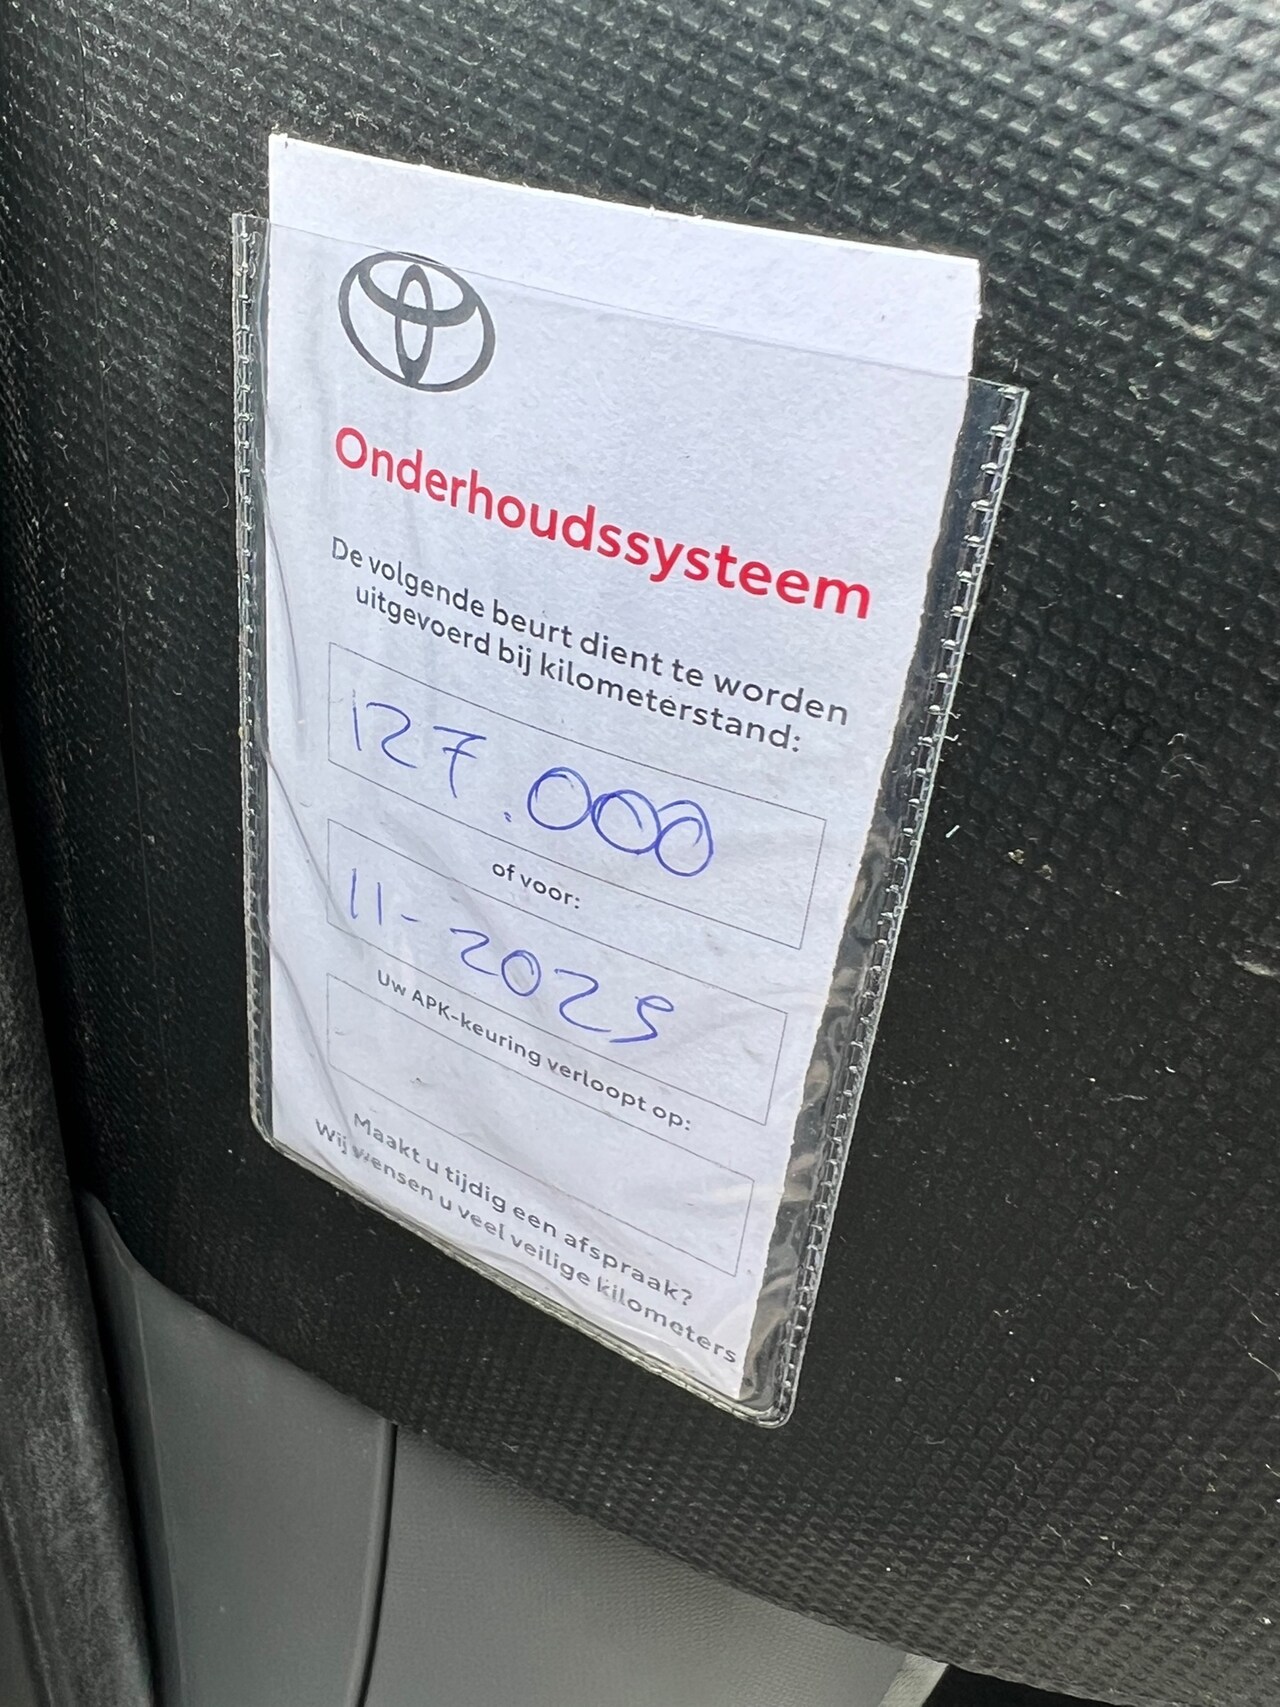 Onderhoudssysteem
De volgende beurt dient te worden
uitgevoerd bij kilometerstand:
127.000
of voor:
11-2025
Uw APK-keuring verloopt op:
Maakt u tijdig een afspraak?
Wij wensen u veel veilige kilometers